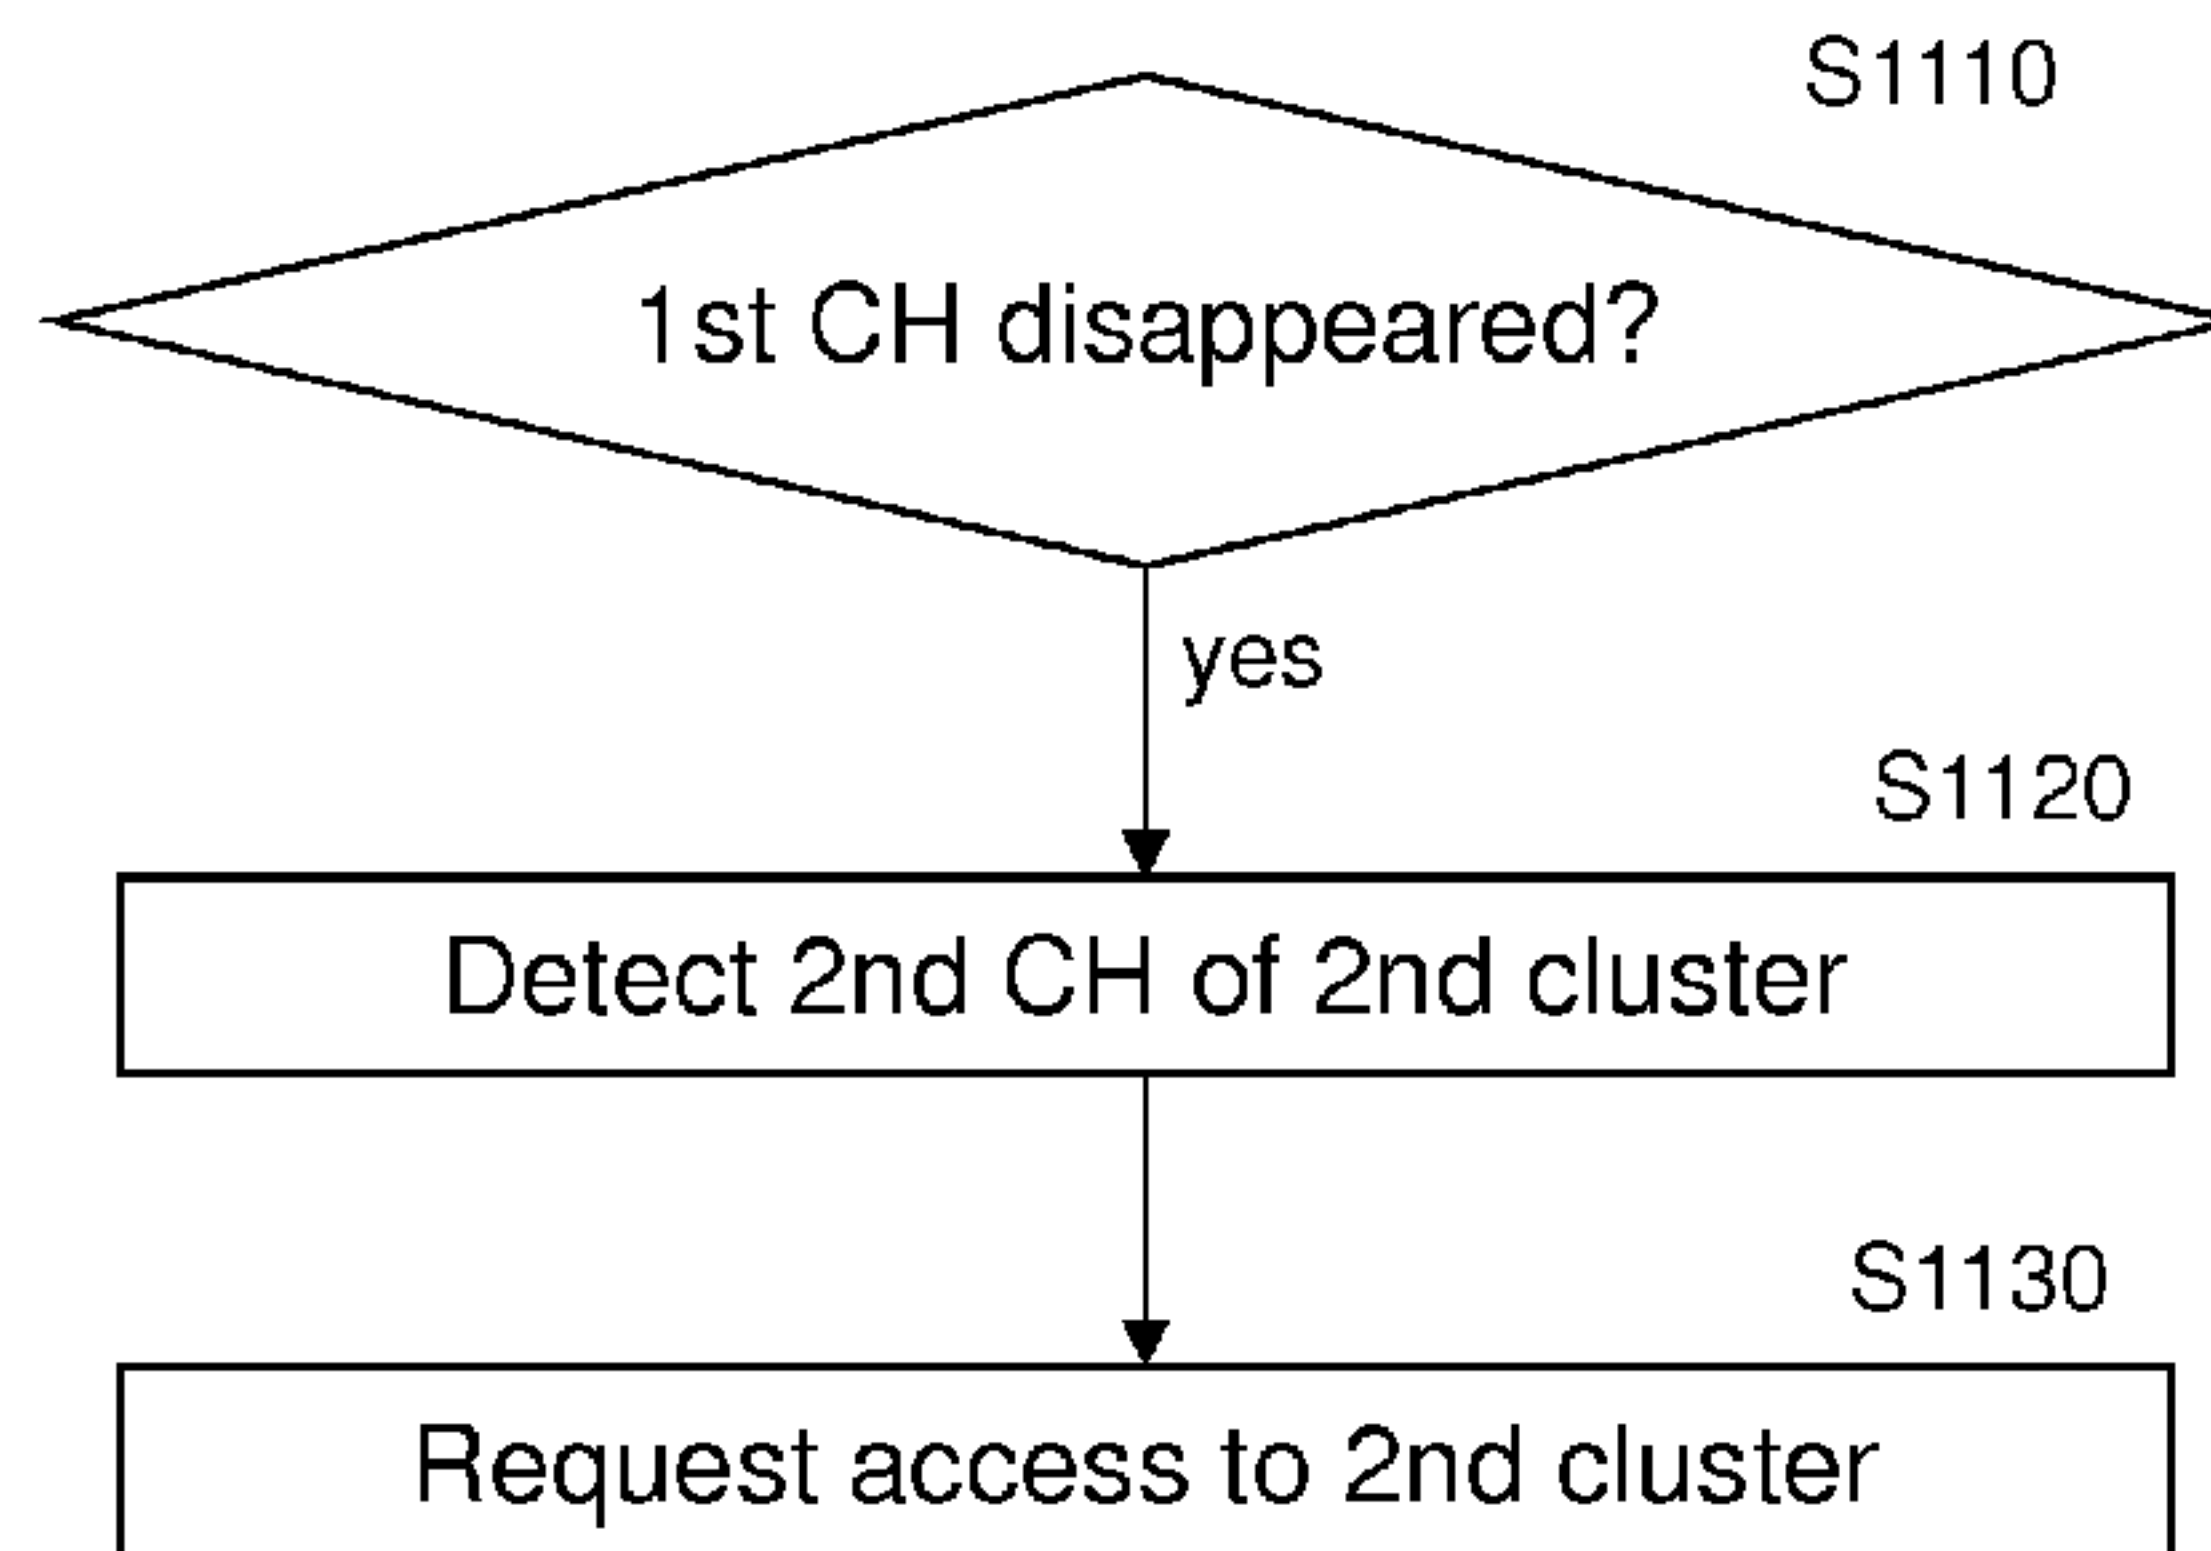 S1110
1st CH disappeared?
yes
S1120
Detect 2nd CH of 2nd cluster
S1130
Request access to 2nd cluster